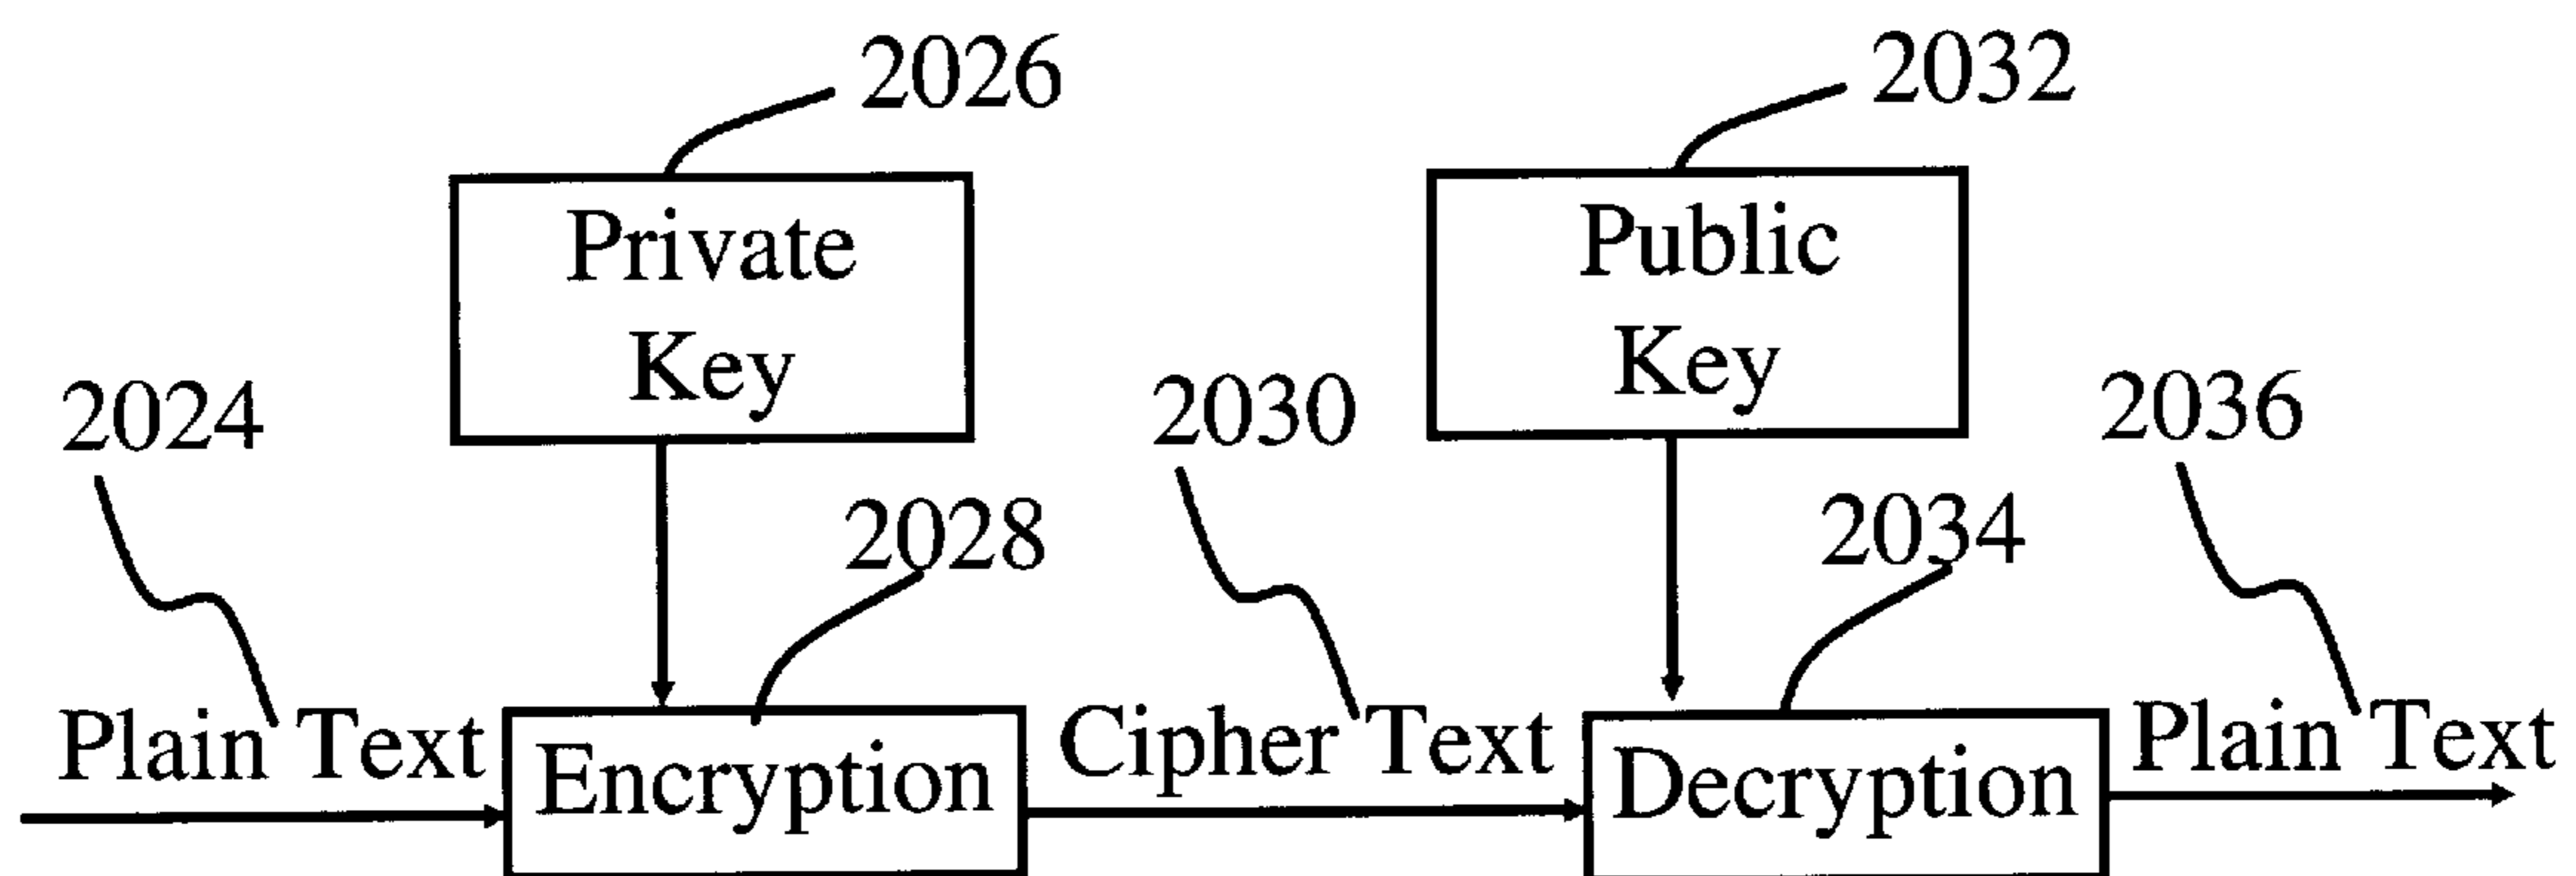 2026
2032
Private
Key
Public
Key
2024
2030
2036
2028
2034
Plain Text
Encryption
Cipher Text
Decryption
Plain Text